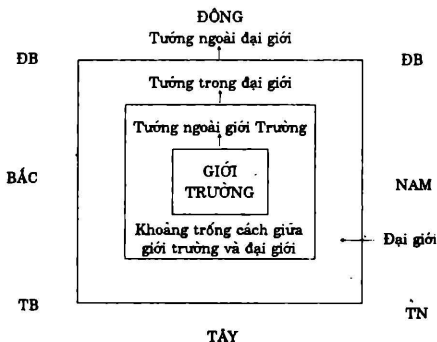 ĐÔNG
Tướng ngoài đại giới
ĐB
ĐB
Tướng trong đại giới
Tướng ngoài giới Trường
BẮC
GIỚI
TRƯỜNG
NAM
Khoảng trống cách giữa
giới trường và đại giới
Đại giới
TB
TN
TÂY